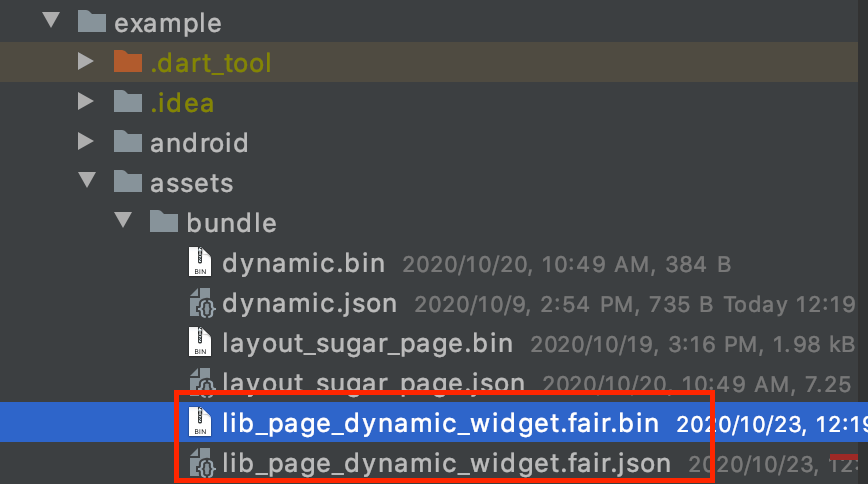 example
.dart_tool
.idea
android
assets
bundle
BIN dynamic.bin 2020/10/20, 10:49 AM, 384 B
dynamic.json 2020/10/9, 2:54 PM, 735 B Today 12:19
BIN layout_sugar_page.bin 2020/10/19, 3:16 PM, 1.98 kB
layout_sugar_page.json 2020/10/20, 10:49 AM, 7.25
BIN lib_page_dynamic_widget.fair.bin 2020/10/23, 12:19
lib_page_dynamic_widget.fair.json 2020/10/23, 12: